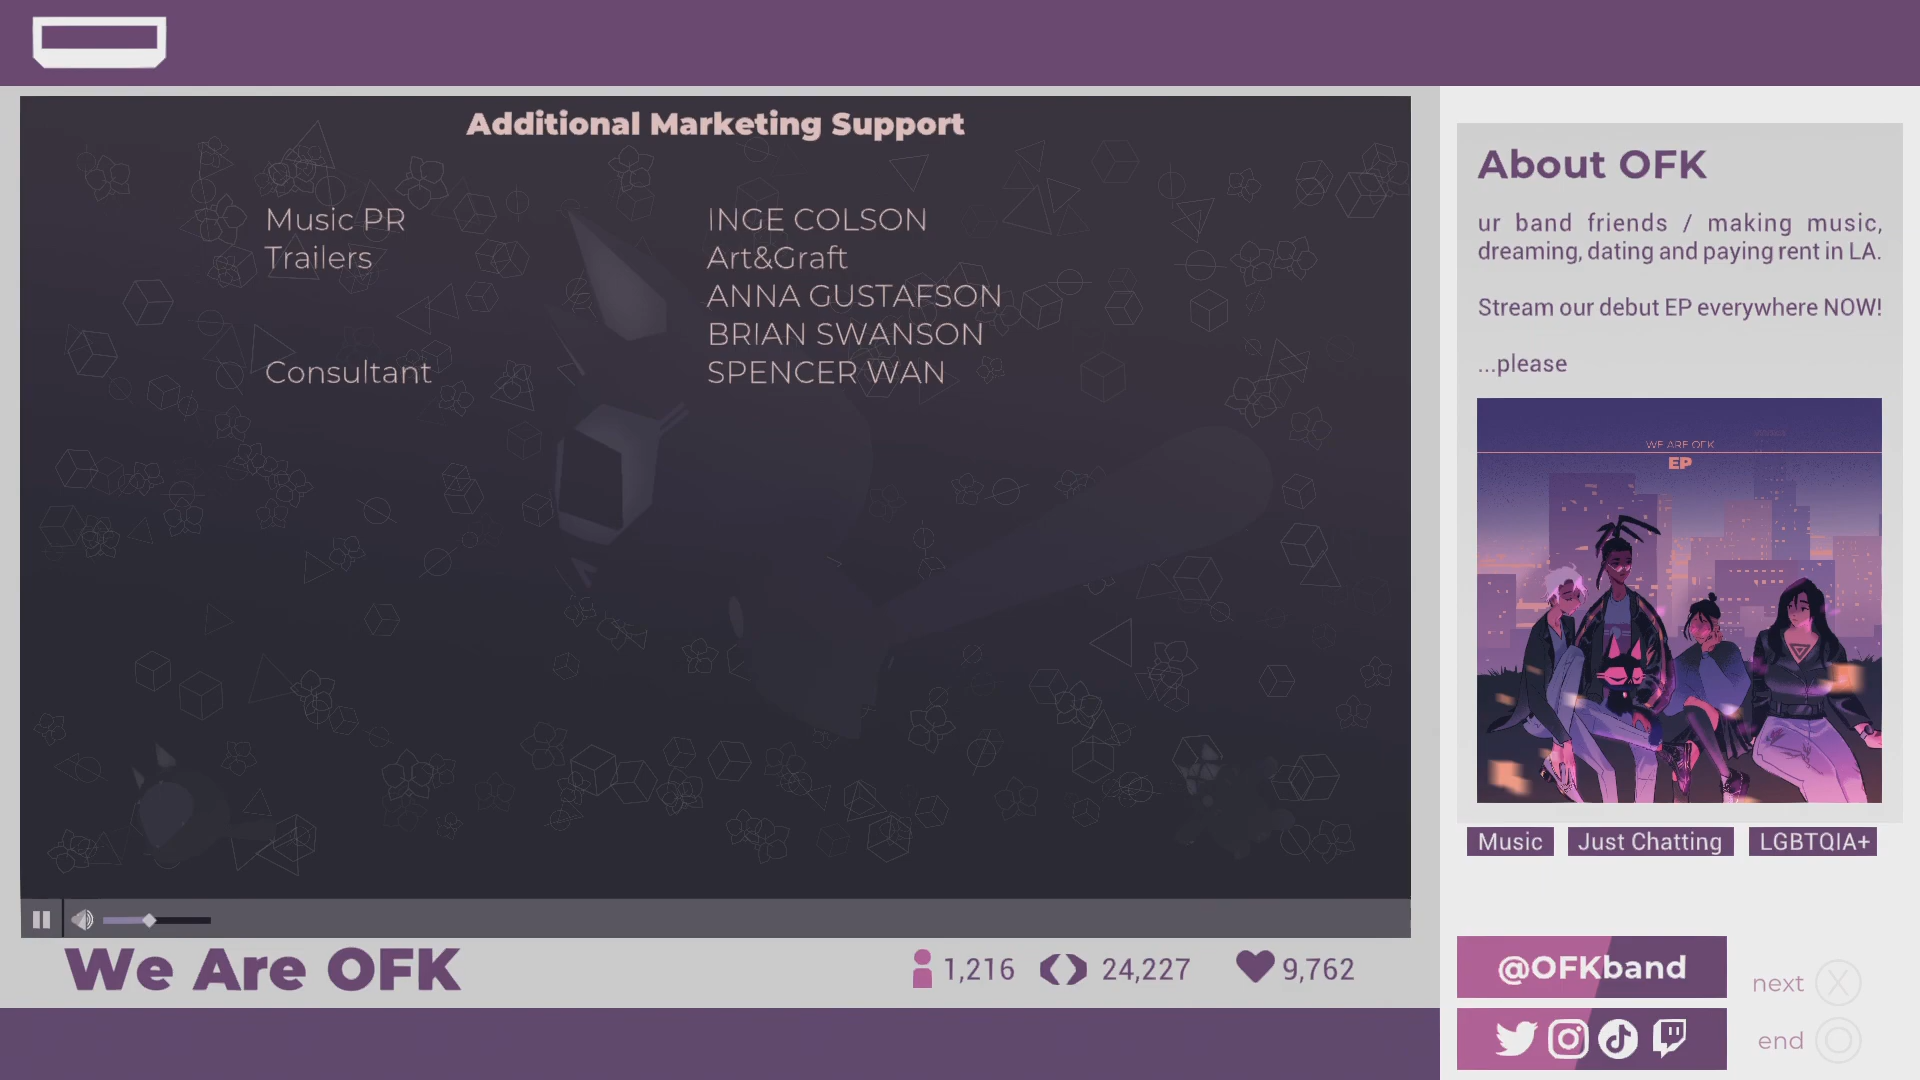 Additional Marketing Support
Music PR INGE COLSON
Trailers Art&Graft
ANNA GUSTAFSON
BRIAN SWANSON
Consultant SPENCER WAN
We Are OFK
1,216 24,227 9,762
About OFK
ur band friends / making music,
dreaming, dating and paying rent in LA.
Stream our debut EP everywhere NOW!
...please
WE ARE OFK
EP
Music Just Chatting LGBTQIA+
@OFKband
next X
end